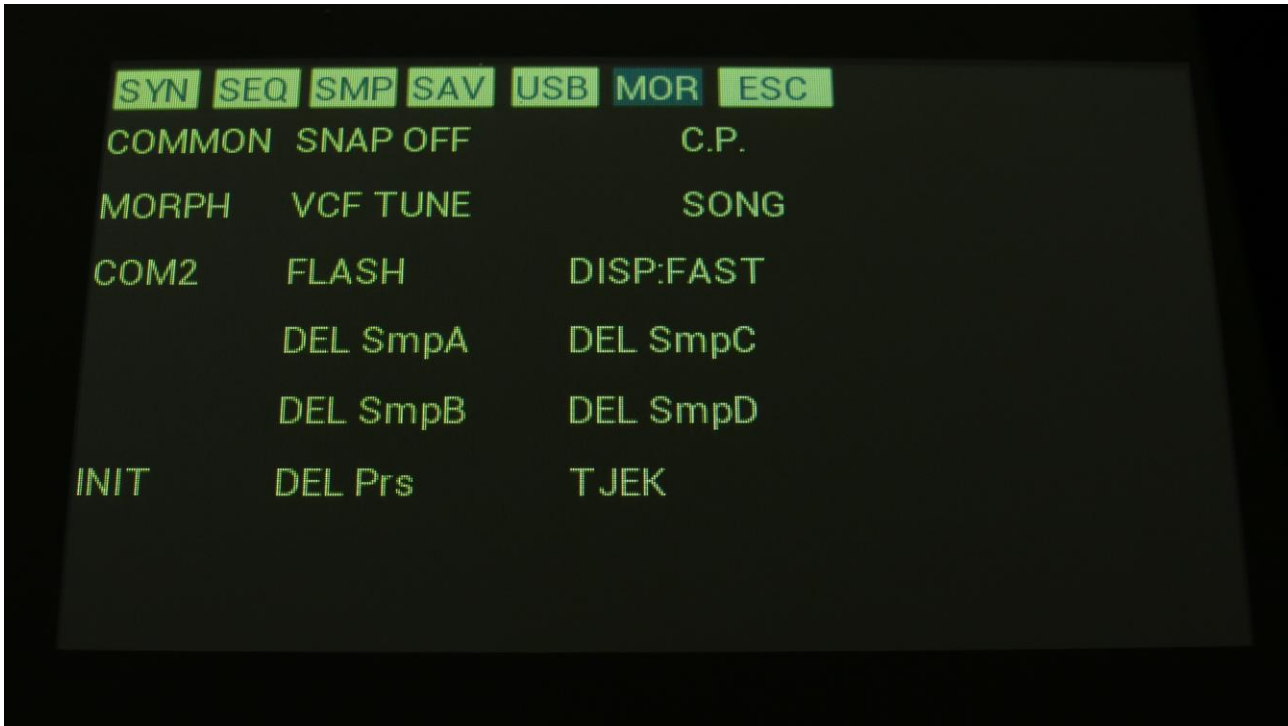 SYN SEQ SMP SAV USB MOR ESC
COMMON SNAP OFF C.P.
MORPH VCF TUNE SONG
COM2 FLASH DISP:FAST
DEL SmpA DEL SmpC
DEL SmpB DEL SmpD
INIT DEL Prs TJEK